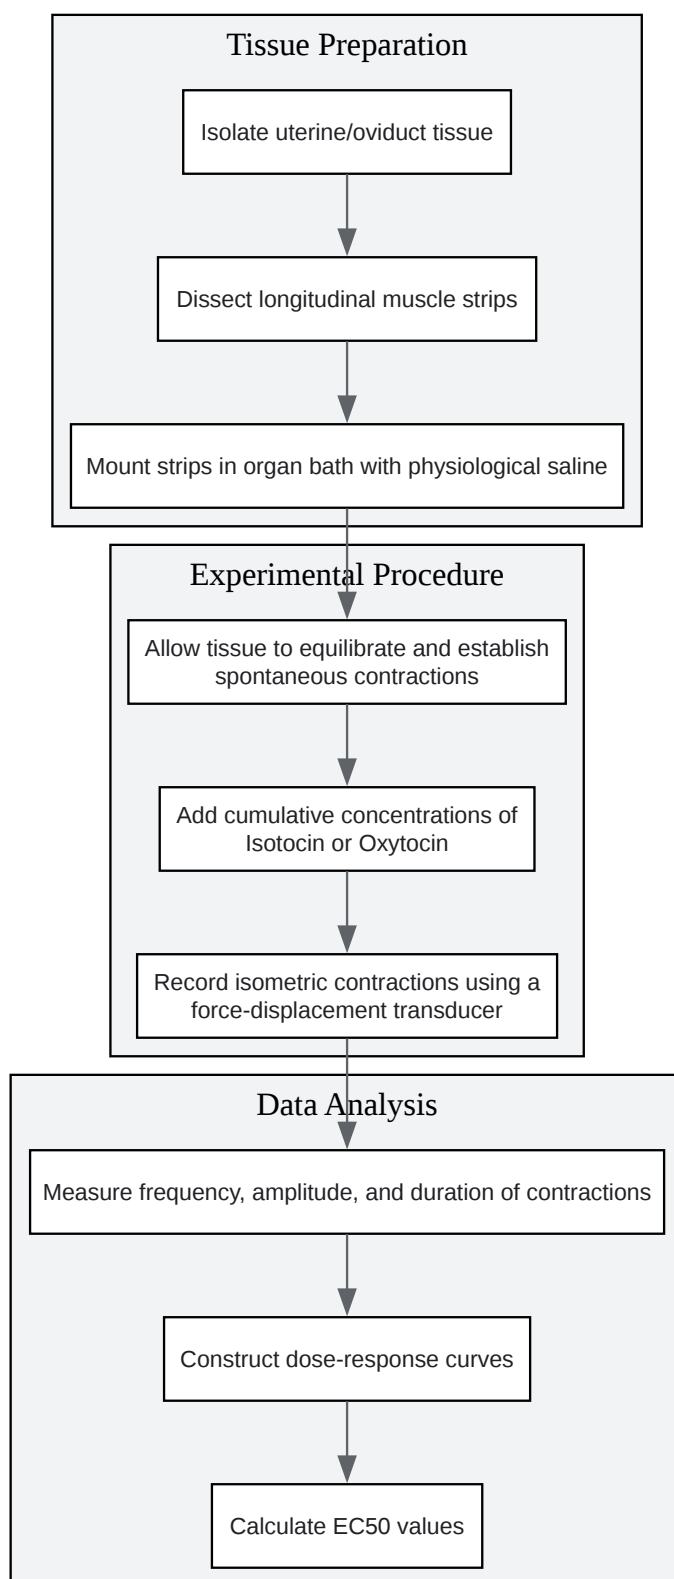 Tissue Preparation
Isolate uterine/oviduct tissue
Dissect longitudinal muscle strips
Mount strips in organ bath with physiological saline
Experimental Procedure
Allow tissue to equilibrate and establish
spontaneous contractions
Add cumulative concentrations of
Isotocin or Oxytocin
Record isometric contractions using a
force-displacement transducer
Data Analysis
Measure frequency, amplitude, and duration of contractions
Construct dose-response curves
Calculate EC50 values